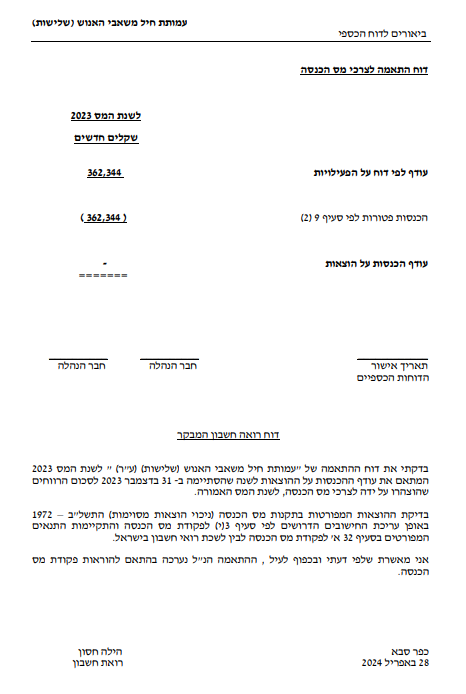 עמותת חיל משאבי האנוש (שלישות)
ביאורים לדוח הכספי
דוח התאמה לצרכי מס הכנסה
לשנת המס 2023
שקלים חדשים
עודף לפי דוח על הפעילויות 362,344
הכנסות פטורות לפי סעיף 9 (2) ( 362,344 )
עודף הכנסות על הוצאות -
=======
תאריך אישור חבר הנהלה חבר הנהלה
הדוחות הכספיים
דוח רואה חשבון המבקר
בדקתי את דוח ההתאמה של "עמותת חיל משאבי האנוש (שלישות) (ע"ר) " לשנת המס 2023
המתאם את עודף ההכנסות על ההוצאות לשנה שהסתיימה ב- 31 בדצמבר 2023 לסכום הרווחים
שהוצהרו על ידה לצרכי מס הכנסה, לשנת המס האמורה.
בדיקת ההוצאות המפורטות בתקנות מס הכנסה (ניכוי הוצאות מסוימות) התשל"ב – 1972
באופן עריכת החישובים הדרושים לפי סעיף 3(י) לפקודת מס הכנסה והתקיימות התנאים
המפורטים בסעיף 32 א' לפקודת מס הכנסה לבין לשכת רואי חשבון בישראל.
אני מאשרת שלפי דעתי ובכפוף לעיל , ההתאמה הנ"ל נערכה בהתאם להוראות פקודת מס
הכנסה.
כפר סבא הילה חסון
28 באפריל 2024 רואת חשבון